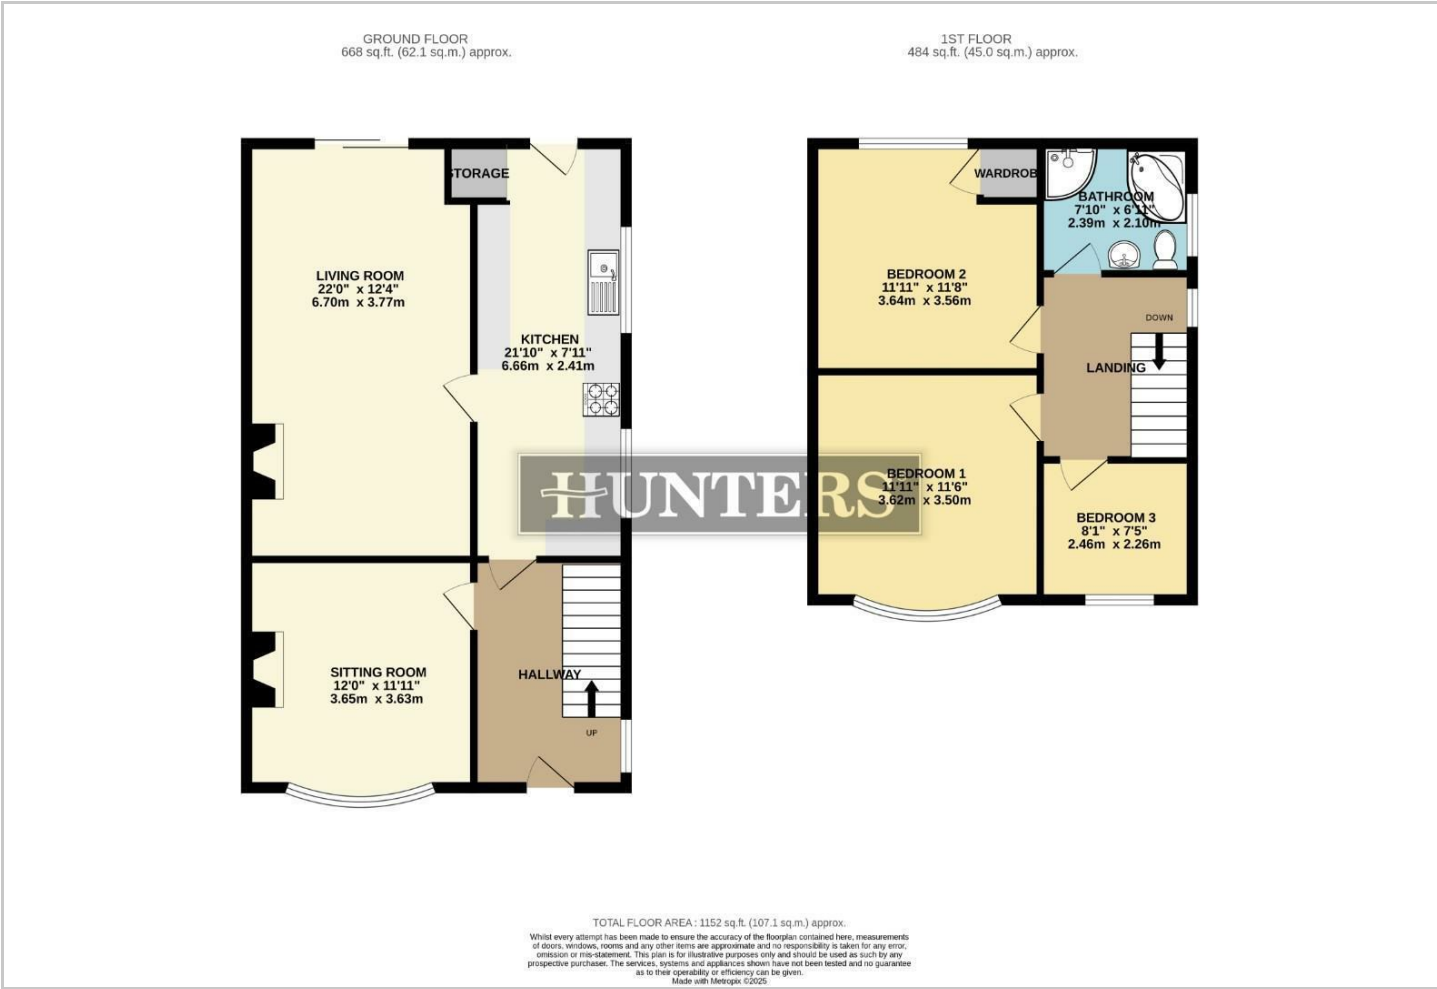 GROUND FLOOR
668 sq.ft. (62.1 sq.m.) approx.
1ST FLOOR
484 sq.ft. (45.0 sq.m.) approx.
STORAGE
LIVING ROOM
22'0" x 12'4"
6.70m x 3.77m
KITCHEN
21'10" x 7'11"
6.66m x 2.41m
SITTING ROOM
12'0" x 11'11"
3.65m x 3.63m
HALLWAY
UP
WARDROB
BATHROOM
7'10" x 6'11"
2.39m x 2.10m
BEDROOM 2
11'11" x 11'8"
3.64m x 3.56m
DOWN
LANDING
BEDROOM 1
11'11" x 11'6"
3.62m x 3.50m
BEDROOM 3
8'1" x 7'5"
2.46m x 2.26m
HUNTERS
TOTAL FLOOR AREA : 1152 sq.ft. (107.1 sq.m.) approx.
Whilst every attempt has been made to ensure the accuracy of the floorplan contained here, measurements
of doors, windows, rooms and any other items are approximate and no responsibility is taken for any error,
omission or mis-statement. This plan is for illustrative purposes only and should be used as such by any
prospective purchaser. The services, systems and appliances shown have not been tested and no guarantee
as to their operability or efficiency can be given.
Made with Metropix ©2025